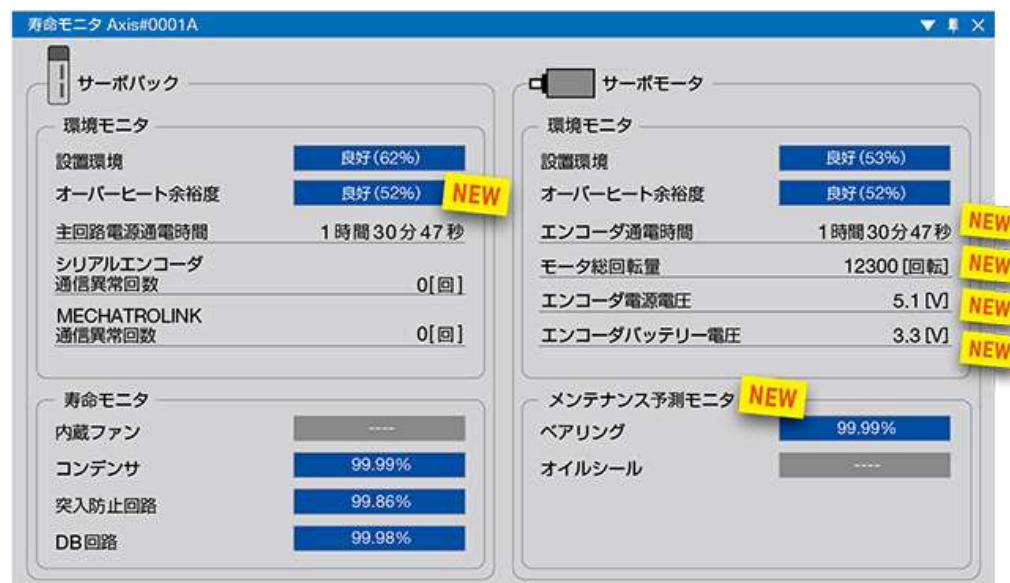 寿命モニタ Axis#0001A
サーボパック
環境モニタ
設置環境 良好(62%)
オーバーヒート余裕度 良好(52%) NEW
主回路電源通電時間 1時間30分47秒
シリアルエンコーダ
通信異常回数 0[回]
MECHATROLINK
通信異常回数 0[回]
寿命モニタ
内蔵ファン ----
コンデンサ 99.99%
突入防止回路 99.86%
DB回路 99.98%
サーボモータ
環境モニタ
設置環境 良好(53%)
オーバーヒート余裕度 良好(52%)
エンコーダ通電時間 1時間30分47秒 NEW
モータ総回転量 12300[回転] NEW
エンコーダ電源電圧 5.1[V] NEW
エンコーダバッテリー電圧 3.3[V] NEW
メンテナンス予測モニタ NEW
ベアリング 99.99%
オイルシール ----